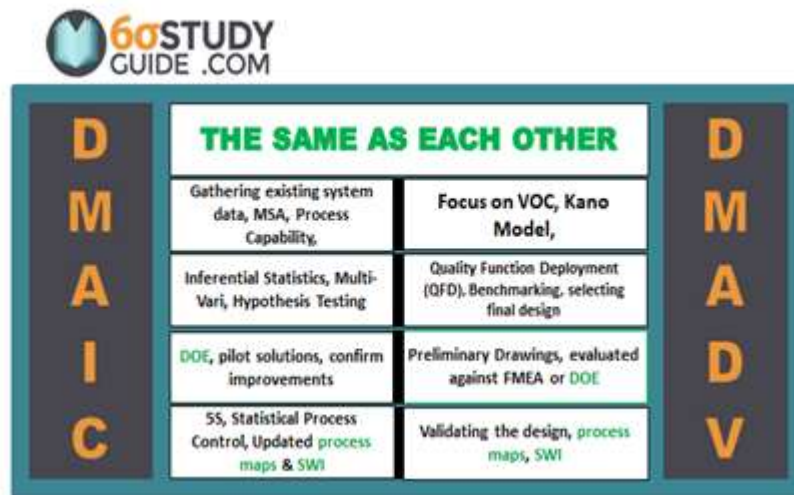 6σSTUDY
GUIDE .COM
D
M
A
I
C
THE SAME AS EACH OTHER
Gathering existing system
data, MSA, Process
Capability,
Focus on VOC, Kano
Model,
Inferential Statistics, Multi-
Vari, Hypothesis Testing
Quality Function Deployment
(QFD), Benchmarking, selecting
final design
DOE, pilot solutions, confirm
improvements
Preliminary Drawings, evaluated
against FMEA or DOE
5S, Statistical Process
Control, Updated process
maps & SWI
Validating the design, process
maps, SWI
D
M
A
D
V